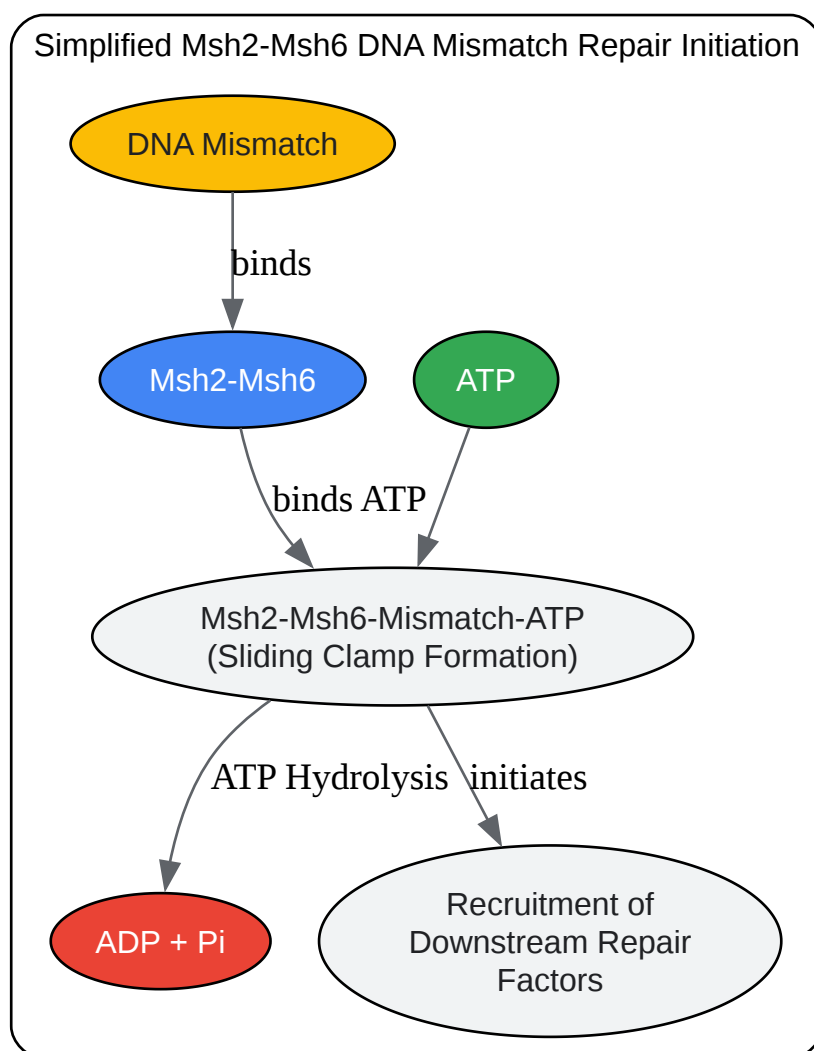 Simplified Msh2-Msh6 DNA Mismatch Repair Initiation
DNA Mismatch
binds
Msh2-Msh6
ATP
binds ATP
Msh2-Msh6-Mismatch-ATP
(Sliding Clamp Formation)
ATP Hydrolysis
initiates
ADP + Pi
Recruitment of
Downstream Repair
Factors